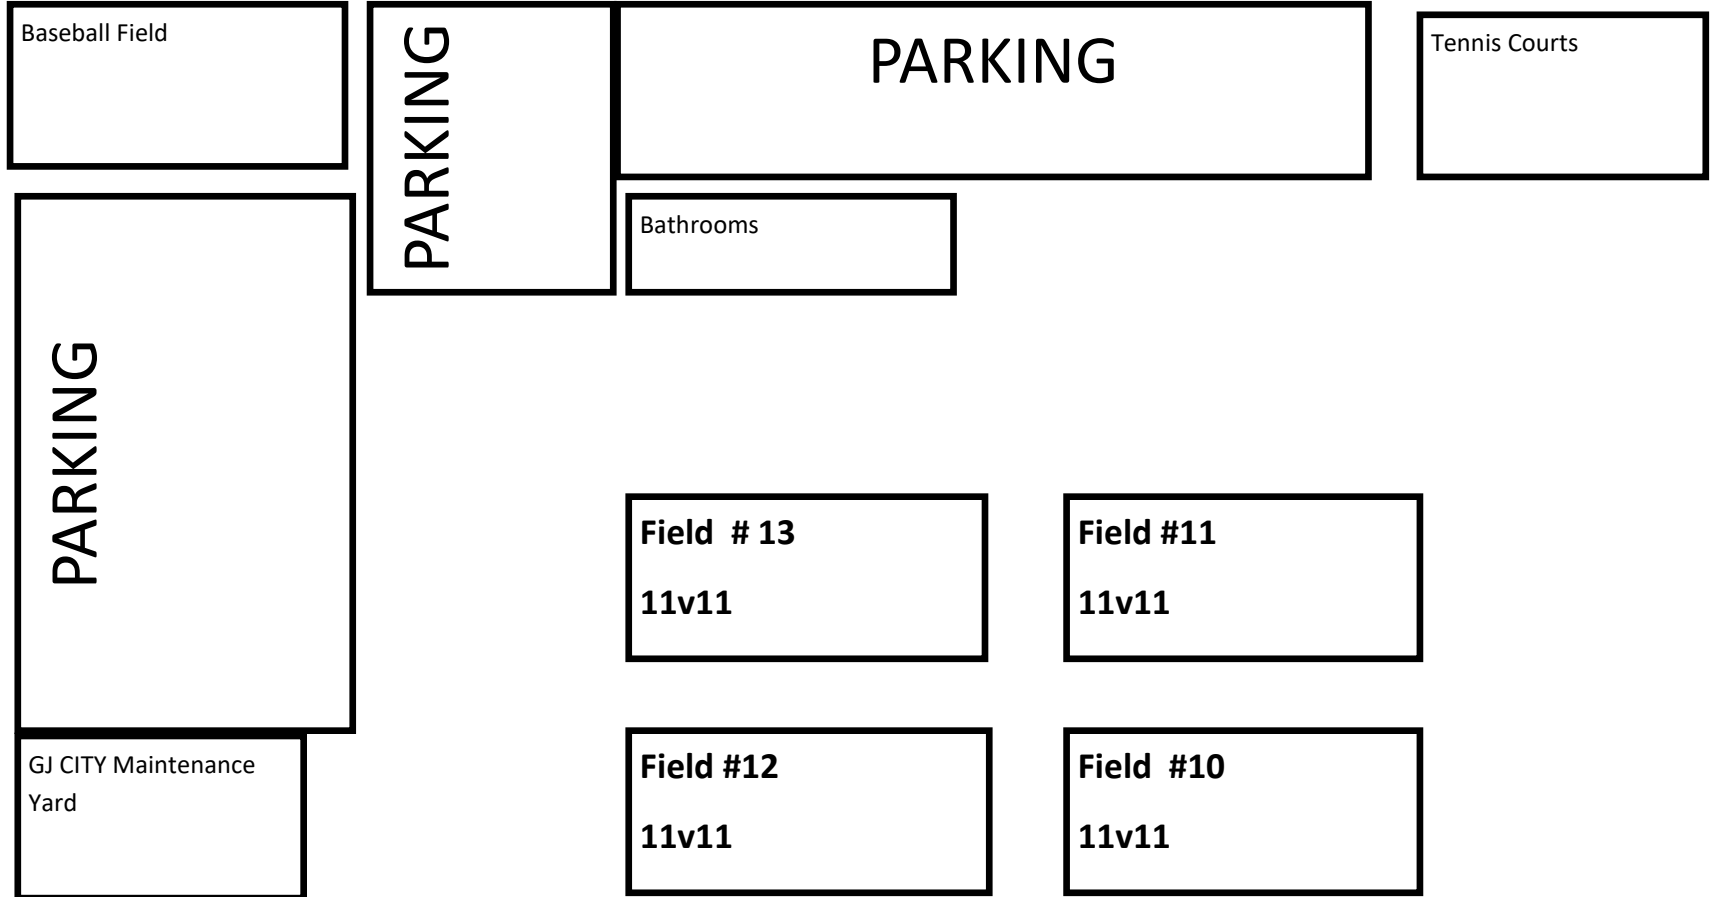 Baseball Field
PARKING
PARKING
Tennis Courts
Bathrooms
PARKING
Field  # 13
11v11
Field #11
11v11
GJ CITY Maintenance
Yard
Field #12
11v11
Field  #10
11v11